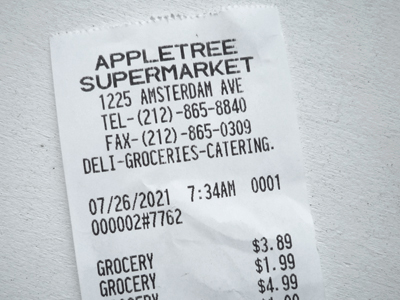 APPLETREE
SUPERMARKET
1225 AMSTERDAM AVE
TEL-(212)-865-8840
FAX-(212)-865-0309
DELI-GROCERIES-CATERING.
07/26/2021 7:34AM 0001
000002#7762
$3.89
GROCERY $1.99
GROCERY $4.99